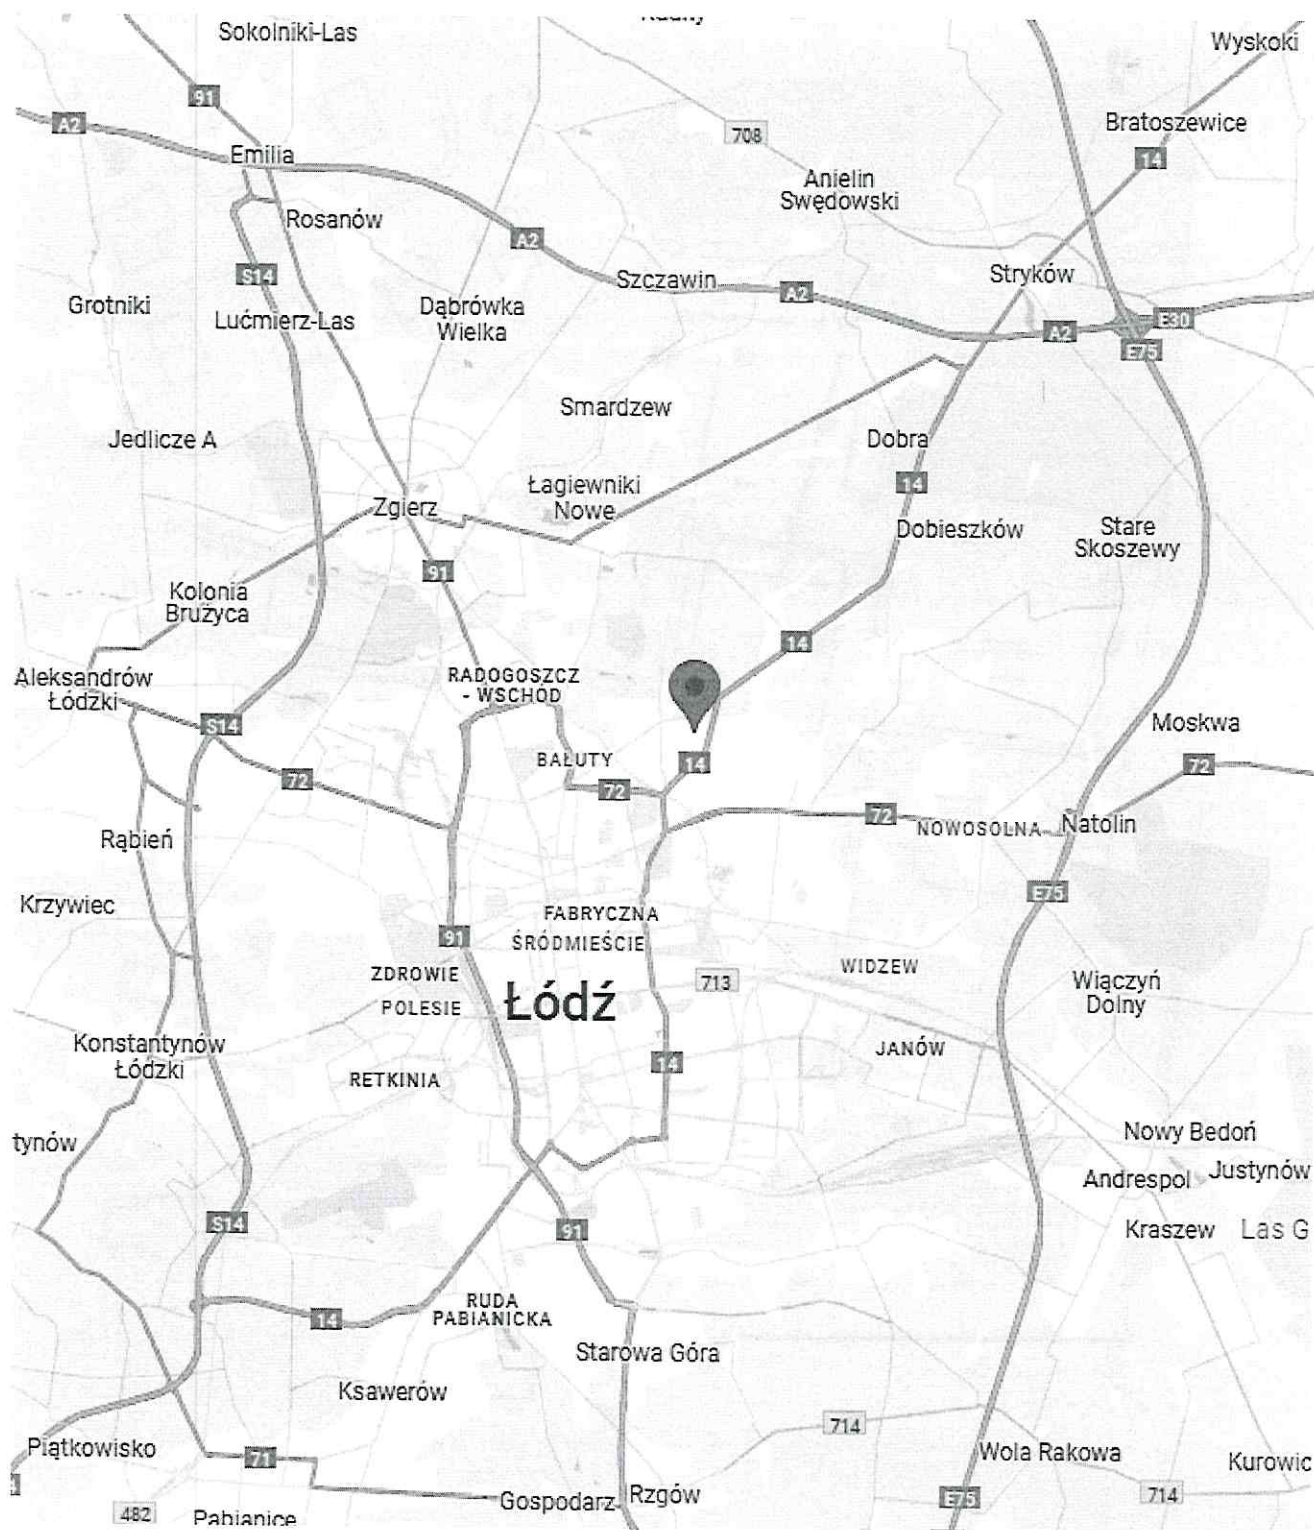 Sokolniki-Las
Wyskoki
91
A2
708
Bratoszewice
14
Emilia
Anielin
Swędowski
Rosanów
A2
S14
Szczawin
Stryków
A2
Grotniki
Lućmierz-Las
Dąbrówka
Wielka
A2
E30
E75
Smardzew
Jedlicze A
Dobra
14
Łagiewniki
Nowe
Zgierz
Dobieszków
Stare
Skoszewy
91
Kolonia
Brużyca
14
Aleksandrów
Łódzki
RADOGOSZCZ
- WSCHÓD
S14
Moskwa
BAŁUTY
14
72
72
72
72
NOWOSOLNA
Natolin
Rąbień
E75
Krzywiec
FABRYCZNA
91
ŚRÓDMIEŚCIE
ZDROWIE
WIDZEW
713
Wiączyń
Dolny
POLESIE
Łódź
Konstantynów
Łódzki
JANÓW
14
RETKINIA
tynów
Nowy Bedoń
Andrespol
Justynów
S14
91
Kraszew
Las G
RUDA
PABIANICKA
14
Starowa Góra
Ksawerów
714
Piątkowisko
71
Wola Rakowa
Kurowic
Gospodarz
Rzgów
E75
714
482
Pabianice